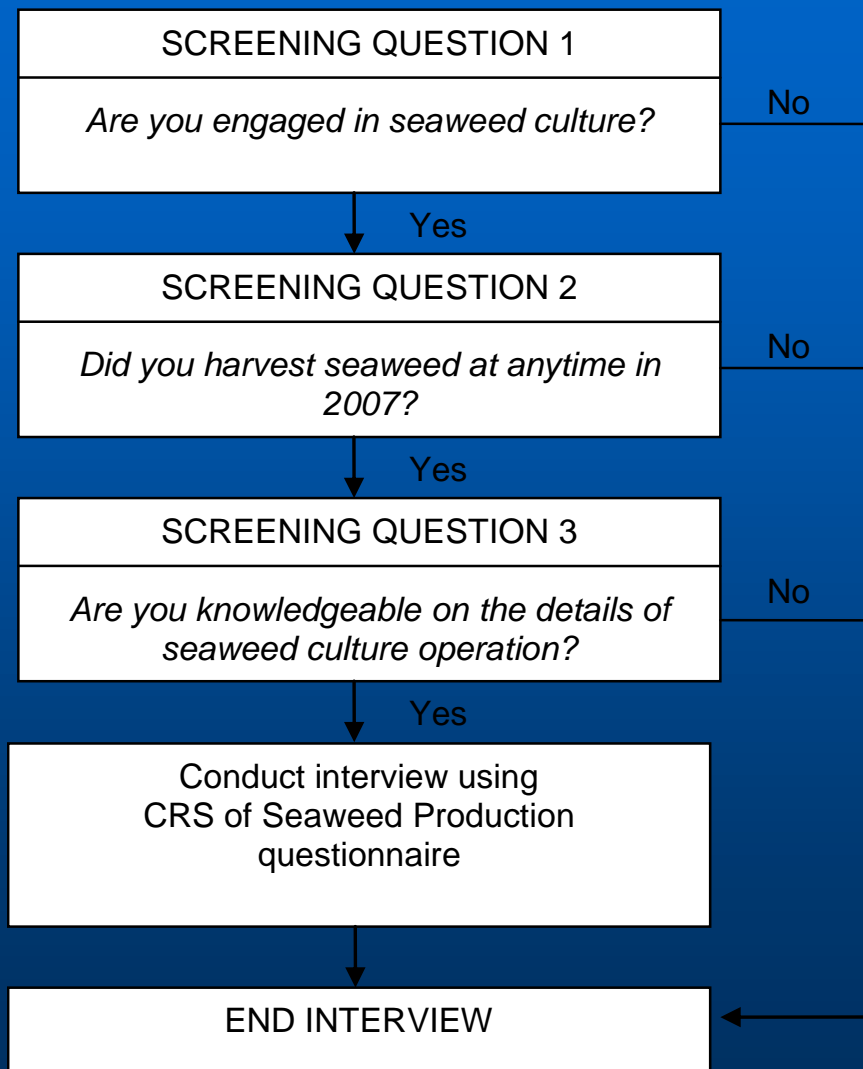 SCREENING QUESTION 1
Are you engaged in seaweed culture?
No
Yes
SCREENING QUESTION 2
Did you harvest seaweed at anytime in
2007?
No
Yes
SCREENING QUESTION 3
Are you knowledgeable on the details of
seaweed culture operation?
No
Yes
Conduct interview using
CRS of Seaweed Production
questionnaire
END INTERVIEW